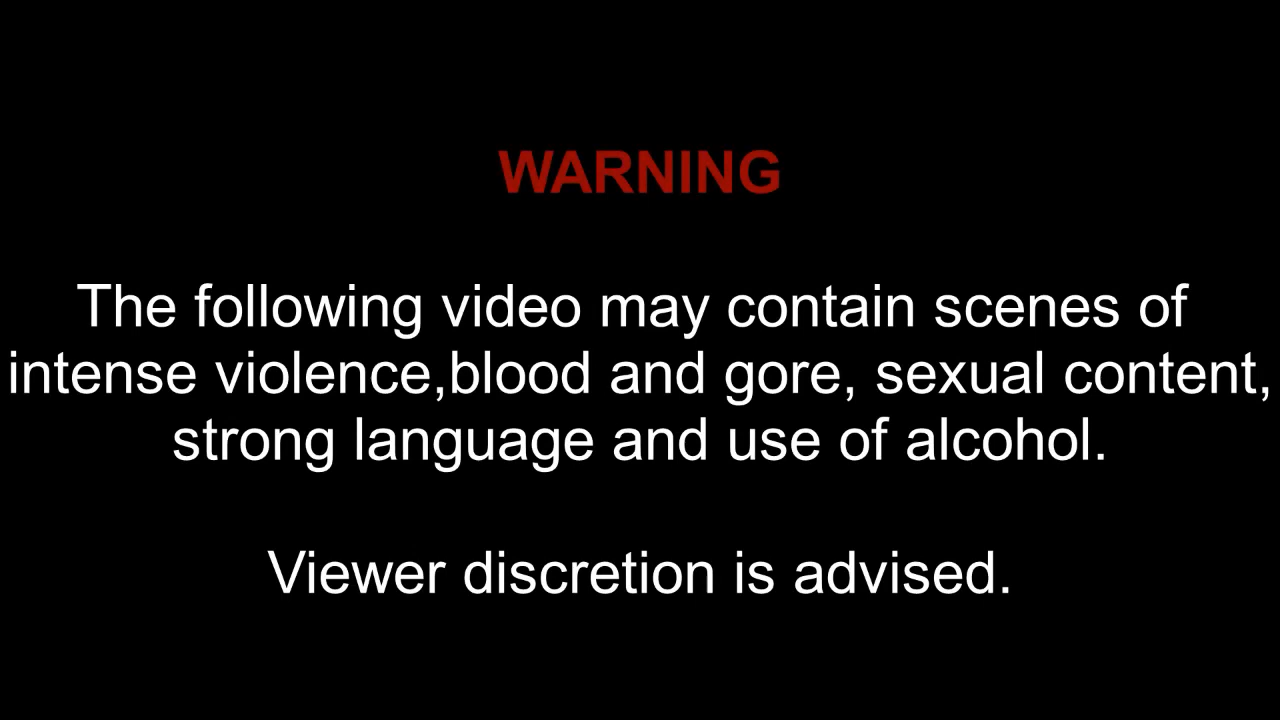 WARNING
The following video may contain scenes of
intense violence,blood and gore, sexual content,
strong language and use of alcohol.
Viewer discretion is advised.